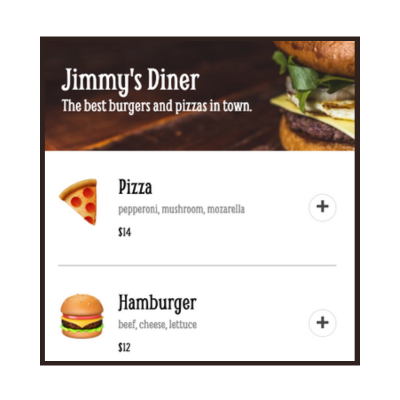 Jimmy's Diner
The best burgers and pizzas in town.
Pizza
pepperoni, mushroom, mozarella
$14
Hamburger
beef, cheese, lettuce
$12